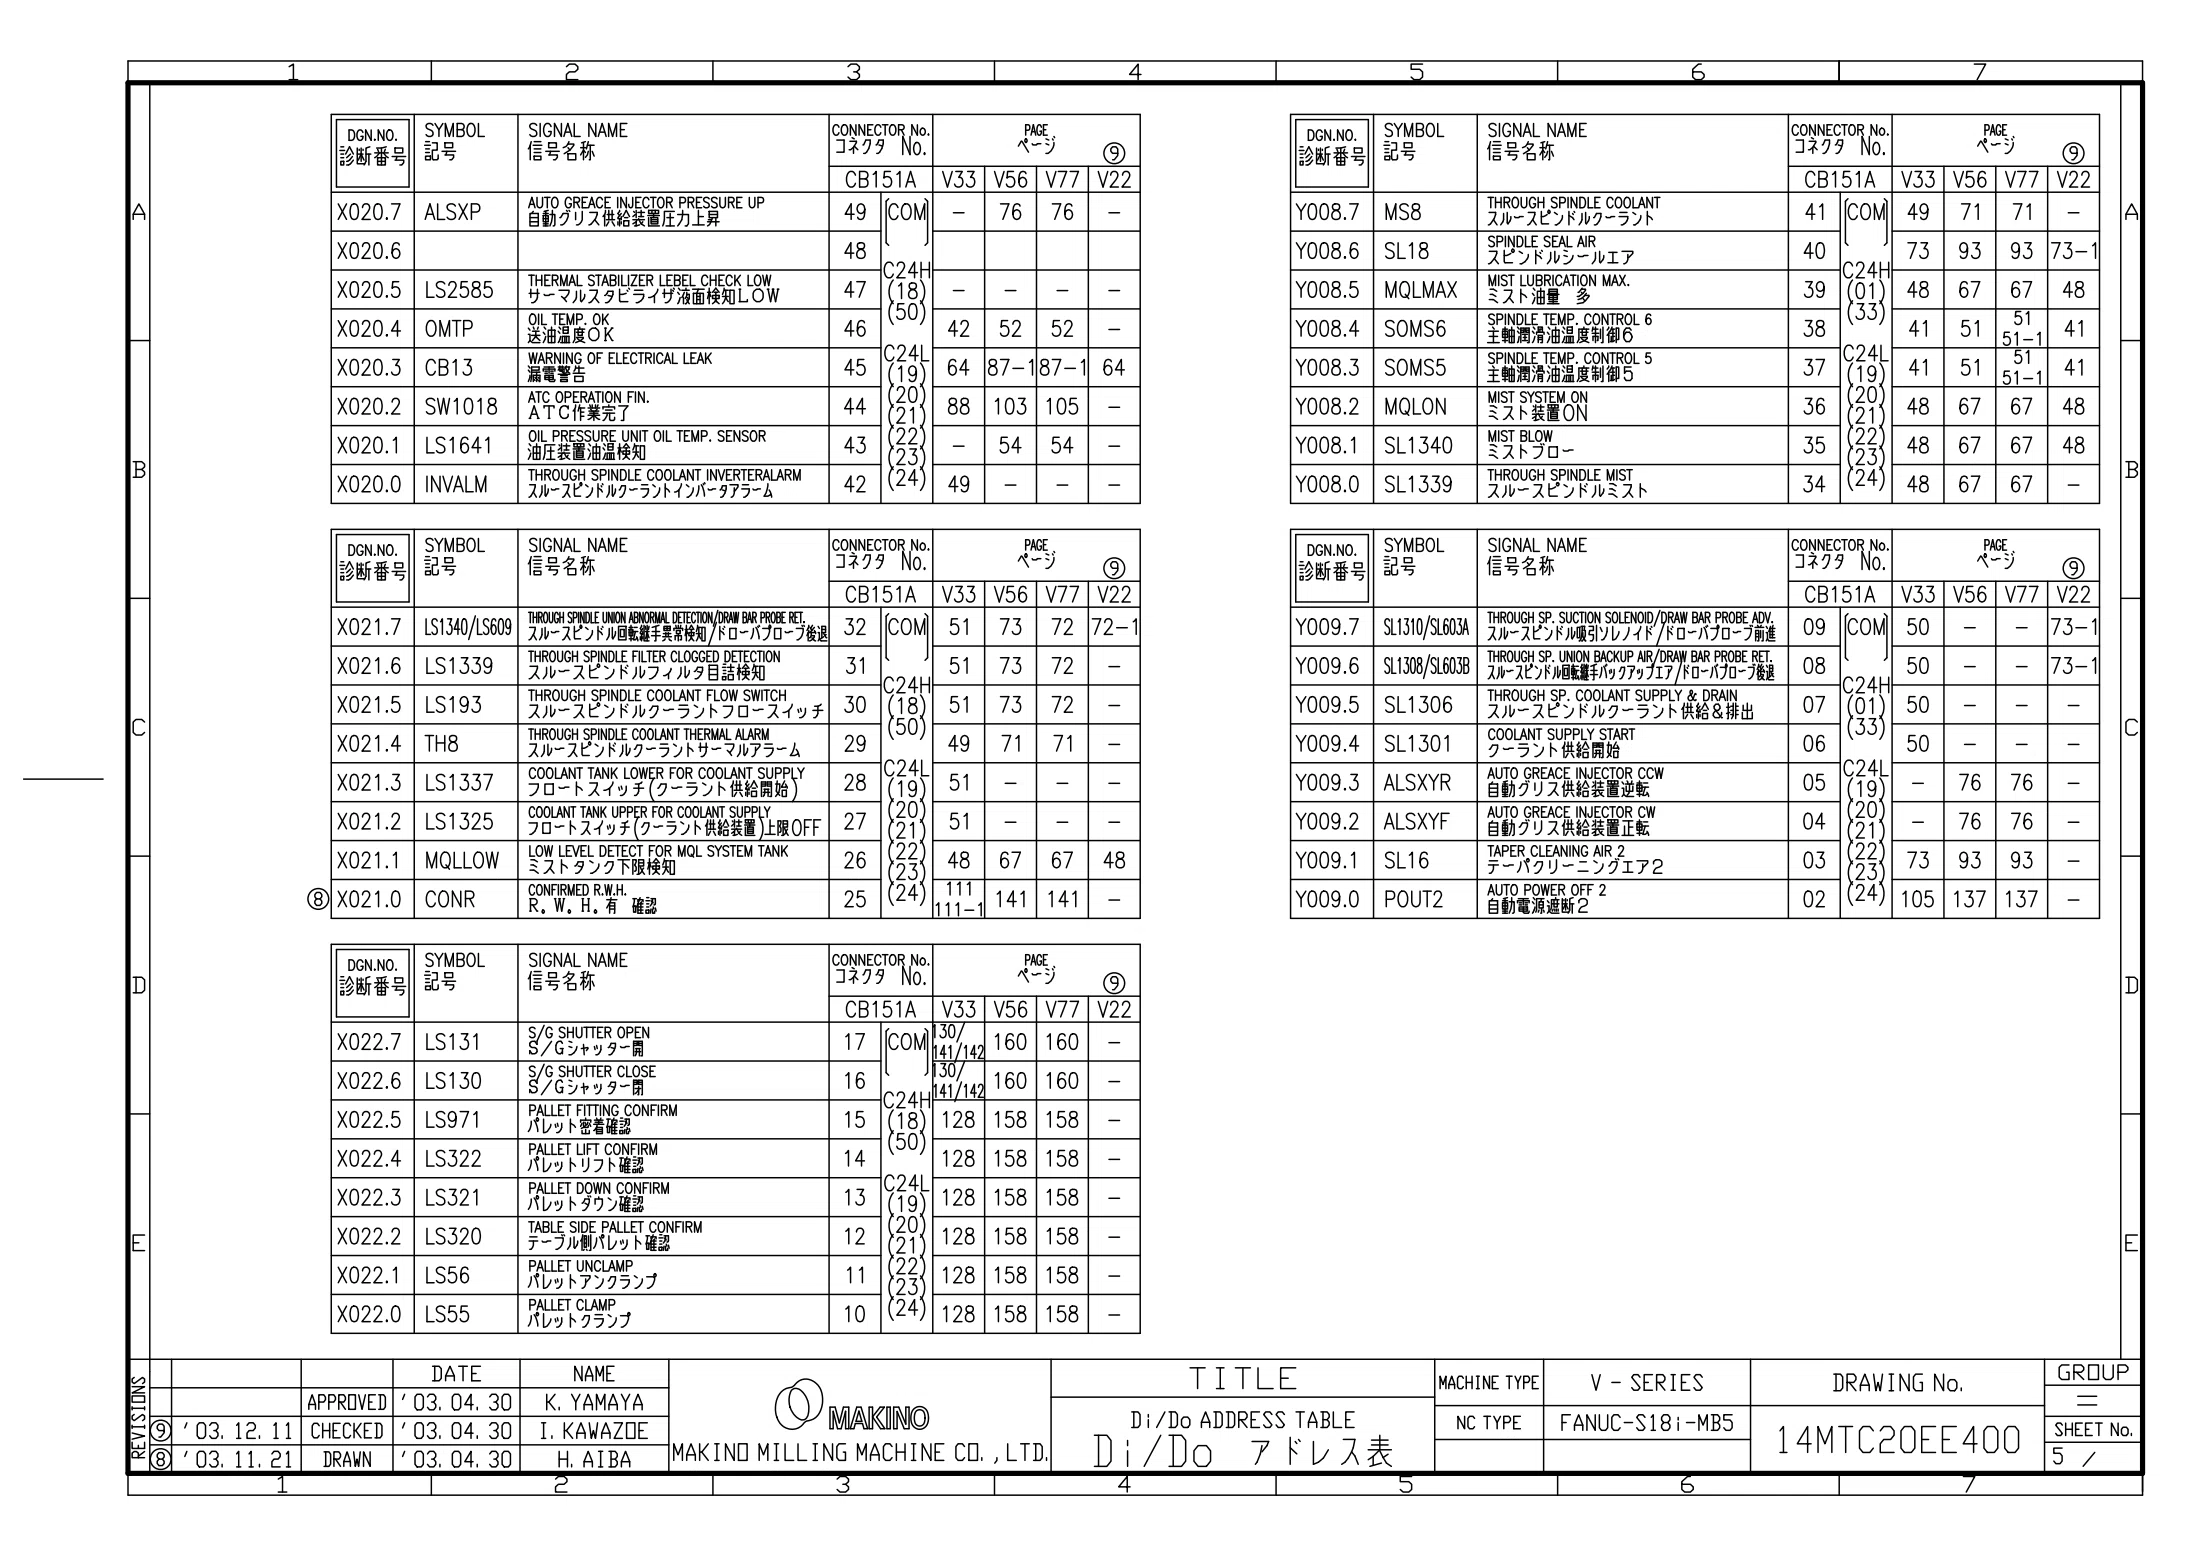 1 2 3 4 5 6 7
A B C D E
DGN.NO. SYMBOL SIGNAL NAME CONNECTOR No. PAGE
診断番号 記号 信号名称 コネクタ No. ページ ⑨
CB151A V33 V56 V77 V22
X020.7 ALSXP AUTO GREACE INJECTOR PRESSURE UP 49 - 76 76 -
自動グリス供給装置圧力上昇
X020.6 48
X020.5 LS2585 THERMAL STABILIZER LEBEL CHECK LOW 47 - - - -
サーマルスタビライザ液面検知LOW
X020.4 OMTP OIL TEMP. OK 46 42 52 52 -
送油温度OK
X020.3 CB13 WARNING OF ELECTRICAL LEAK 45 64 87-1 87-1 64
漏電警告
X020.2 SW1018 ATC OPERATION FIN. 44 88 103 105 -
ATC作業完了
X020.1 LS1641 OIL PRESSURE UNIT OIL TEMP. SENSOR 43 - 54 54 -
油圧装置油温検知
X020.0 INVALM THROUGH SPINDLE COOLANT INVERTERALARM 42 49 - - -
スルースピンドルクーラントインバータアラーム
(COM)
C24H
(18)
(50)
C24L
(19)
(20)
(21)
(22)
(23)
(24)
DGN.NO. SYMBOL SIGNAL NAME CONNECTOR No. PAGE
診断番号 記号 信号名称 コネクタ No. ページ ⑨
CB151A V33 V56 V77 V22
X021.7 LS1340/LS609 THROUGH SPINDLE UNION ABNORMAL DETECTION/DRAW BAR PROBE RET. 32 51 73 72 72-1
スルースピンドル回転継手異常検知/ドローバプローブ後退
X021.6 LS1339 THROUGH SPINDLE FILTER CLOGGED DETECTION 31 51 73 72 -
スルースピンドルフィルタ目詰検知
X021.5 LS193 THROUGH SPINDLE COOLANT FLOW SWITCH 30 51 73 72 -
スルースピンドルクーラントフロースイッチ
X021.4 TH8 THROUGH SPINDLE COOLANT THERMAL ALARM 29 49 71 71 -
スルースピンドルクーラントサーマルアラーム
X021.3 LS1337 COOLANT TANK LOWER FOR COOLANT SUPPLY 28 51 - - -
フロートスイッチ(クーラント供給開始)
X021.2 LS1325 COOLANT TANK UPPER FOR COOLANT SUPPLY 27 51 - - -
フロートスイッチ(クーラント供給装置)上限OFF
X021.1 MQLLOW LOW LEVEL DETECT FOR MQL SYSTEM TANK 26 48 67 67 48
ミストタンク下限検知
⑧ X021.0 CONR CONFIRMED R.W.H. 25 111 141 141 -
R.W.H.有 確認 111-1
(COM)
C24H
(18)
(50)
C24L
(19)
(20)
(21)
(22)
(23)
(24)
DGN.NO. SYMBOL SIGNAL NAME CONNECTOR No. PAGE
診断番号 記号 信号名称 コネクタ No. ページ ⑨
CB151A V33 V56 V77 V22
X022.7 LS131 S/G SHUTTER OPEN 17 130/ 160 160 -
S/Gシャッター開 141/142
X022.6 LS130 S/G SHUTTER CLOSE 16 130/ 160 160 -
S/Gシャッター閉 141/142
X022.5 LS971 PALLET FITTING CONFIRM 15 128 158 158 -
パレット密着確認
X022.4 LS322 PALLET LIFT CONFIRM 14 128 158 158 -
パレットリフト確認
X022.3 LS321 PALLET DOWN CONFIRM 13 128 158 158 -
パレットダウン確認
X022.2 LS320 TABLE SIDE PALLET CONFIRM 12 128 158 158 -
テーブル側パレット確認
X022.1 LS56 PALLET UNCLAMP 11 128 158 158 -
パレットアンクランプ
X022.0 LS55 PALLET CLAMP 10 128 158 158 -
パレットクランプ
(COM)
C24H
(18)
(50)
C24L
(19)
(20)
(21)
(22)
(23)
(24)
DGN.NO. SYMBOL SIGNAL NAME CONNECTOR No. PAGE
診断番号 記号 信号名称 コネクタ No. ページ ⑨
CB151A V33 V56 V77 V22
Y008.7 MS8 THROUGH SPINDLE COOLANT 41 49 71 71 -
スルースピンドルクーラント
Y008.6 SL18 SPINDLE SEAL AIR 40 73 93 93 73-1
スピンドルシールエア
Y008.5 MQLMAX MIST LUBRICATION MAX. 39 48 67 67 48
ミスト油量 多
Y008.4 SOMS6 SPINDLE TEMP. CONTROL 6 38 41 51 51 41
主軸潤滑油温度制御6 51-1
Y008.3 SOMS5 SPINDLE TEMP. CONTROL 5 37 41 51 51 41
主軸潤滑油温度制御5 51-1
Y008.2 MQLON MIST SYSTEM ON 36 48 67 67 48
ミスト装置ON
Y008.1 SL1340 MIST BLOW 35 48 67 67 48
ミストブロー
Y008.0 SL1339 THROUGH SPINDLE MIST 34 48 67 67 -
スルースピンドルミスト
(COM)
C24H
(01)
(33)
C24L
(19)
(20)
(21)
(22)
(23)
(24)
DGN.NO. SYMBOL SIGNAL NAME CONNECTOR No. PAGE
診断番号 記号 信号名称 コネクタ No. ページ ⑨
CB151A V33 V56 V77 V22
Y009.7 SL1310/SL603A THROUGH SP. SUCTION SOLENOID/DRAW BAR PROBE ADV. 09 50 - - 73-1
スルースピンドル吸引ソレノイド/ドローバプローブ前進
Y009.6 SL1308/SL603B THROUGH SP. UNION BACKUP AIR/DRAW BAR PROBE RET. 08 50 - - 73-1
スルースピンドル回転継手バックアップエア/ドローバプローブ後退
Y009.5 SL1306 THROUGH SP. COOLANT SUPPLY & DRAIN 07 50 - - -
スルースピンドルクーラント供給&排出
Y009.4 SL1301 COOLANT SUPPLY START 06 50 - - -
クーラント供給開始
Y009.3 ALSXYR AUTO GREACE INJECTOR CCW 05 - 76 76 -
自動グリス供給装置逆転
Y009.2 ALSXYF AUTO GREACE INJECTOR CW 04 - 76 76 -
自動グリス供給装置正転
Y009.1 SL16 TAPER CLEANING AIR 2 03 73 93 93 -
テーパクリーニングエア2
Y009.0 POUT2 AUTO POWER OFF 2 02 105 137 137 -
自動電源遮断2
(COM)
C24H
(01)
(33)
C24L
(19)
(20)
(21)
(22)
(23)
(24)
A B C D E
REVISIONS
DATE NAME
APPROVED '03.04.30 K. YAMAYA
⑨ '03.12.11 CHECKED '03.04.30 I. KAWAZOE
⑧ '03.11.21 DRAWN '03.04.30 H. AIBA
MAKINO
MAKINO MILLING MACHINE CO.,LTD.
TITLE
Di/Do ADDRESS TABLE
Di/Do アドレス表
MACHINE TYPE V - SERIES
NC TYPE FANUC-S18i-MB5
DRAWING No.
14MTC20EE400
GROUP
=
SHEET No.
5 /
1 2 3 4 5 6 7